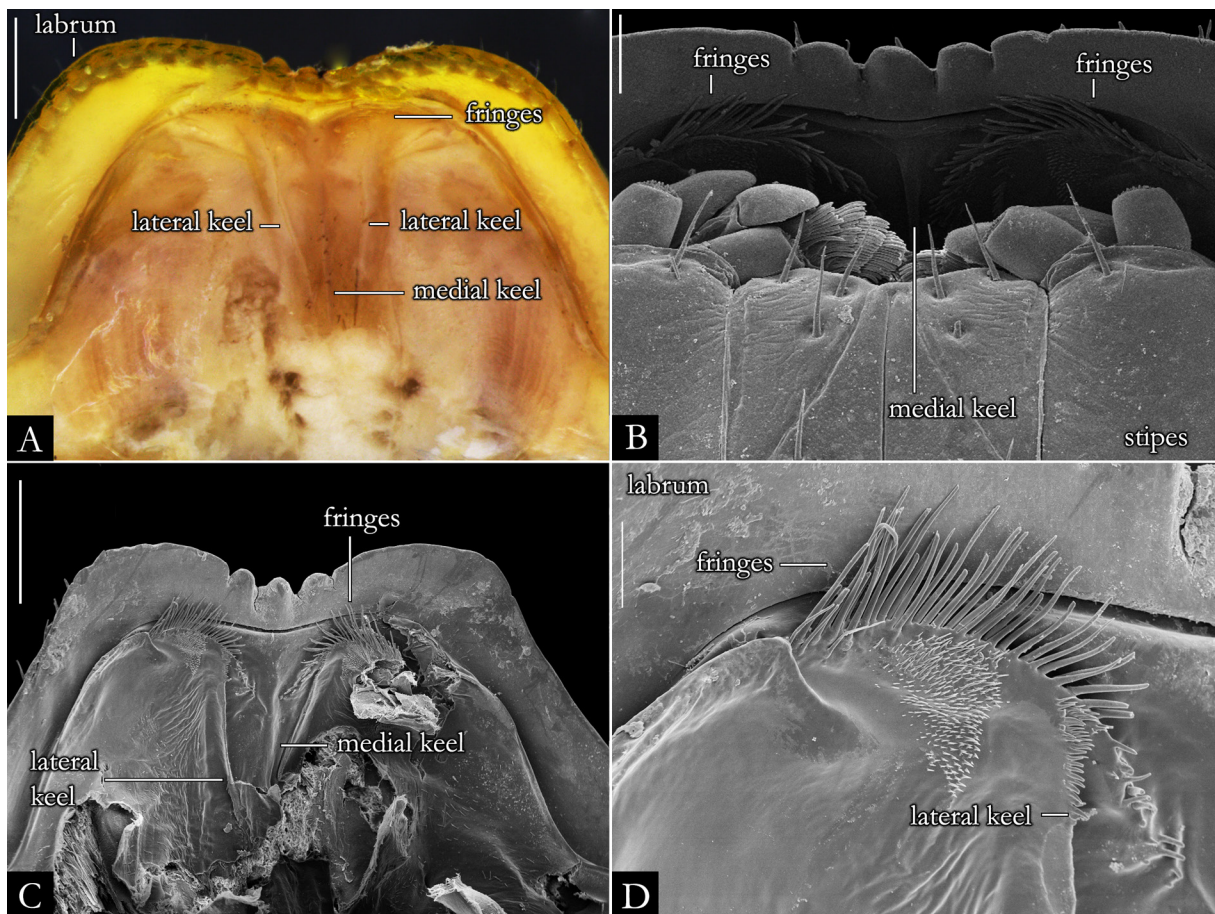 labrum
fringes
lateral keel
lateral keel
medial keel
A
fringes
fringes
medial keel
stipes
B
fringes
medial keel
lateral
keel
C
labrum
fringes
lateral keel
D